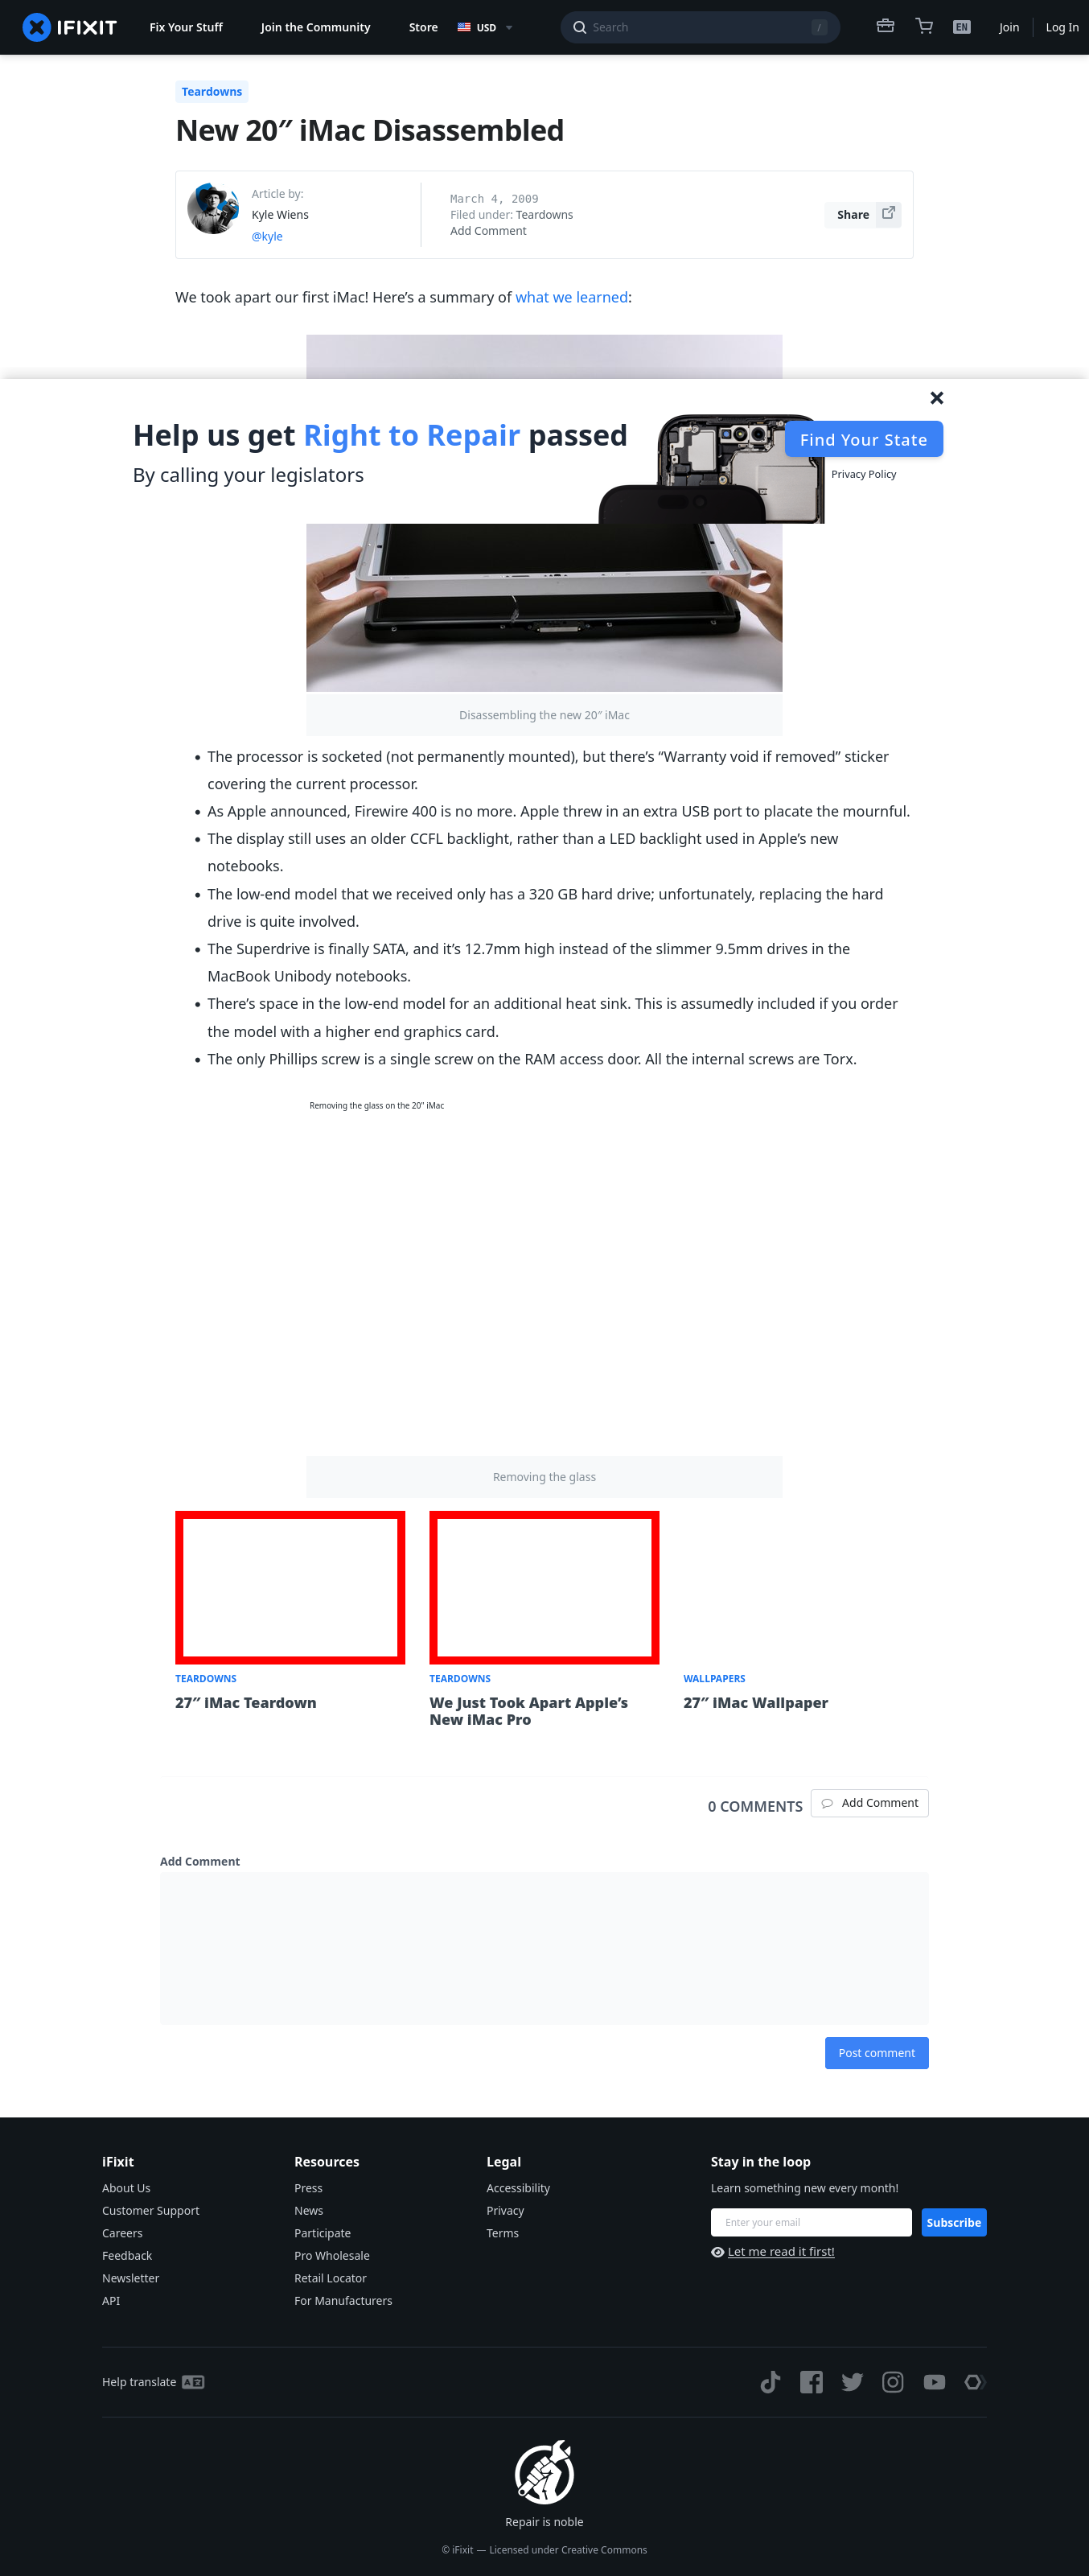 IFIXIT
Fix Your Stuff
Join the Community
Store
USD
Search
/
EN
Join
Log In
Teardowns
New 20″ iMac Disassembled
Article by:
Kyle Wiens
@kyle
March 4, 2009
Filed under: Teardowns
Add Comment
Share
We took apart our first iMac! Here’s a summary of what we learned:
Help us get Right to Repair passed
By calling your legislators
Find Your State
Privacy Policy
Disassembling the new 20″ iMac
• The processor is socketed (not permanently mounted), but there’s “Warranty void if removed” sticker
covering the current processor.
• As Apple announced, Firewire 400 is no more. Apple threw in an extra USB port to placate the mournful.
• The display still uses an older CCFL backlight, rather than a LED backlight used in Apple’s new
notebooks.
• The low-end model that we received only has a 320 GB hard drive; unfortunately, replacing the hard
drive is quite involved.
• The Superdrive is finally SATA, and it’s 12.7mm high instead of the slimmer 9.5mm drives in the
MacBook Unibody notebooks.
• There’s space in the low-end model for an additional heat sink. This is assumedly included if you order
the model with a higher end graphics card.
• The only Phillips screw is a single screw on the RAM access door. All the internal screws are Torx.
Removing the glass on the 20" iMac
Removing the glass
TEARDOWNS
27″ iMac Teardown
TEARDOWNS
We Just Took Apart Apple’s
New iMac Pro
WALLPAPERS
27″ iMac Wallpaper
0 COMMENTS
Add Comment
Add Comment
Post comment
iFixit
About Us
Customer Support
Careers
Feedback
Newsletter
API
Resources
Press
News
Participate
Pro Wholesale
Retail Locator
For Manufacturers
Legal
Accessibility
Privacy
Terms
Stay in the loop
Learn something new every month!
Enter your email
Subscribe
Let me read it first!
Help translate
Repair is noble
© iFixit — Licensed under Creative Commons